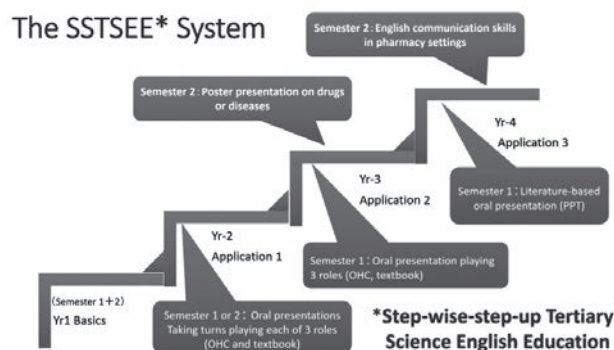 The SSTSEE* System
Semester 2：English communication skills
in pharmacy settings
Semester 2：Poster presentation on drugs
or diseases
Yr-4
Application 3
Yr-3
Application 2
Semester 1：Literature-based
oral presentation (PPT)
Yr-2
Application 1
Semester 1：Oral presentation playing
3 roles (OHC, textbook)
(Semester 1＋2)
Yr1 Basics
Semester 1 or 2：Oral presentations
Taking turns playing each of 3 roles
(OHC and textbook)
*Step-wise-step-up Tertiary
Science English Education